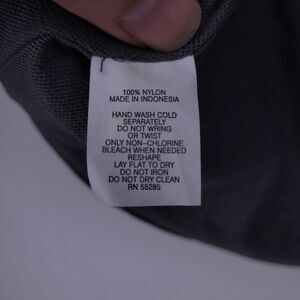 100% NYLON
MADE IN INDONESIA
HAND WASH COLD
SEPARATELY
DO NOT WRING
OR TWIST
ONLY NON-CHLORINE
BLEACH WHEN NEEDED
RESHAPE
LAY FLAT TO DRY
DO NOT IRON
DO NOT DRY CLEAN
RN 55285